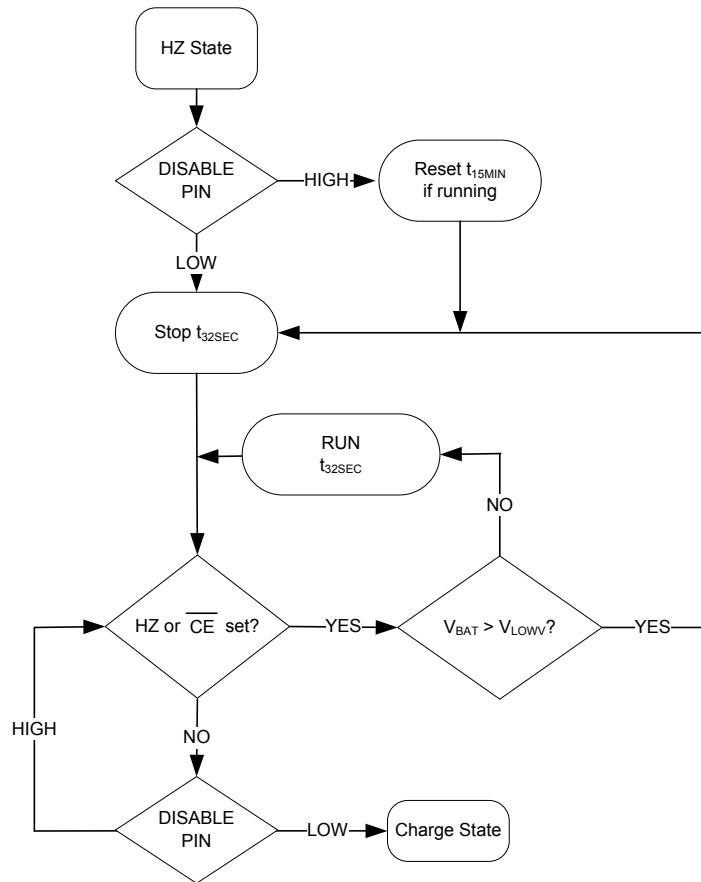 HZ State
DISABLE
PIN
HIGH
Reset t15MIN
if running
LOW
Stop t32SEC
RUN
t32SEC
NO
HZ or C̅E̅ set?
YES
VBAT > VLOWV?
YES
HIGH
NO
DISABLE
PIN
LOW
Charge State